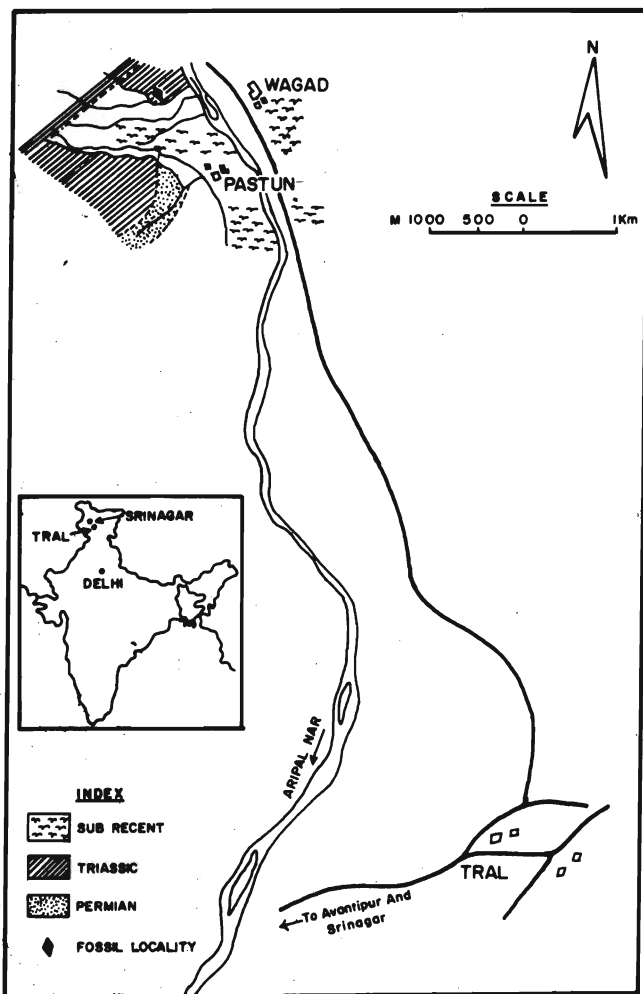 N
WAGAD
PASTUN
SCALE
M 1000 500 0 1Km
SRINAGAR
TRAL
DELHI
ARIPAL NAR
INDEX
SUB RECENT
TRIASSIC
PERMIAN
FOSSIL LOCALITY
TRAL
To Avantipur And
Srinagar